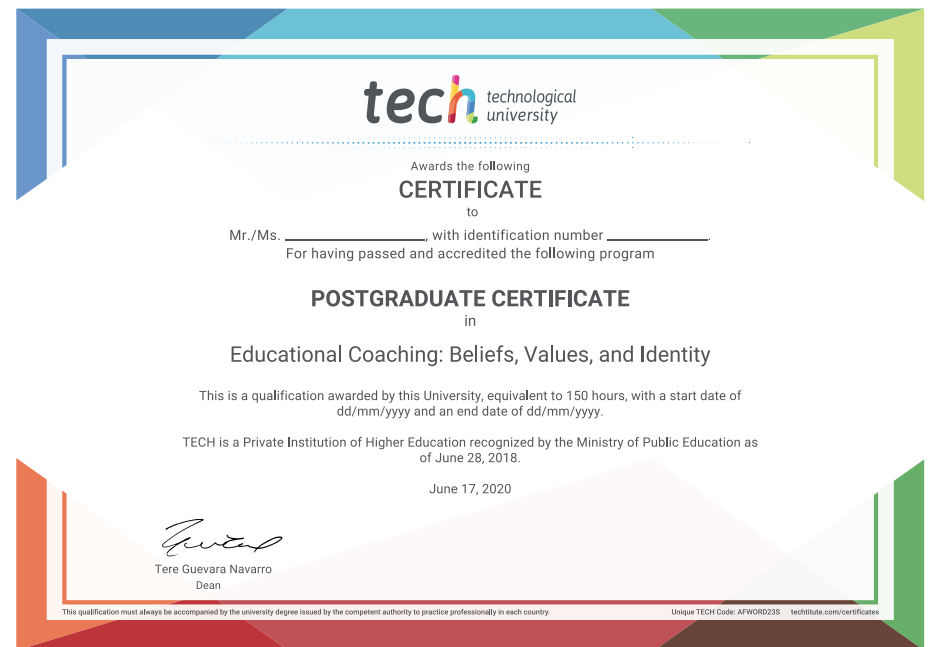 tech technological
university
Awards the following
CERTIFICATE
to
Mr./Ms. ____________, with identification number ____________.
For having passed and accredited the following program
POSTGRADUATE CERTIFICATE
in
Educational Coaching: Beliefs, Values, and Identity
This is a qualification awarded by this University, equivalent to 150 hours, with a start date of
dd/mm/yyyy and an end date of dd/mm/yyyy.
TECH is a Private Institution of Higher Education recognized by the Ministry of Public Education as
of June 28, 2018.
June 17, 2020
Tere Guevara Navarro
Dean
This qualification must always be accompanied by the university degree issued by the competent authority to practice professionally in each country.
Unique TECH Code: AFWORD23S techtitute.com/certificates